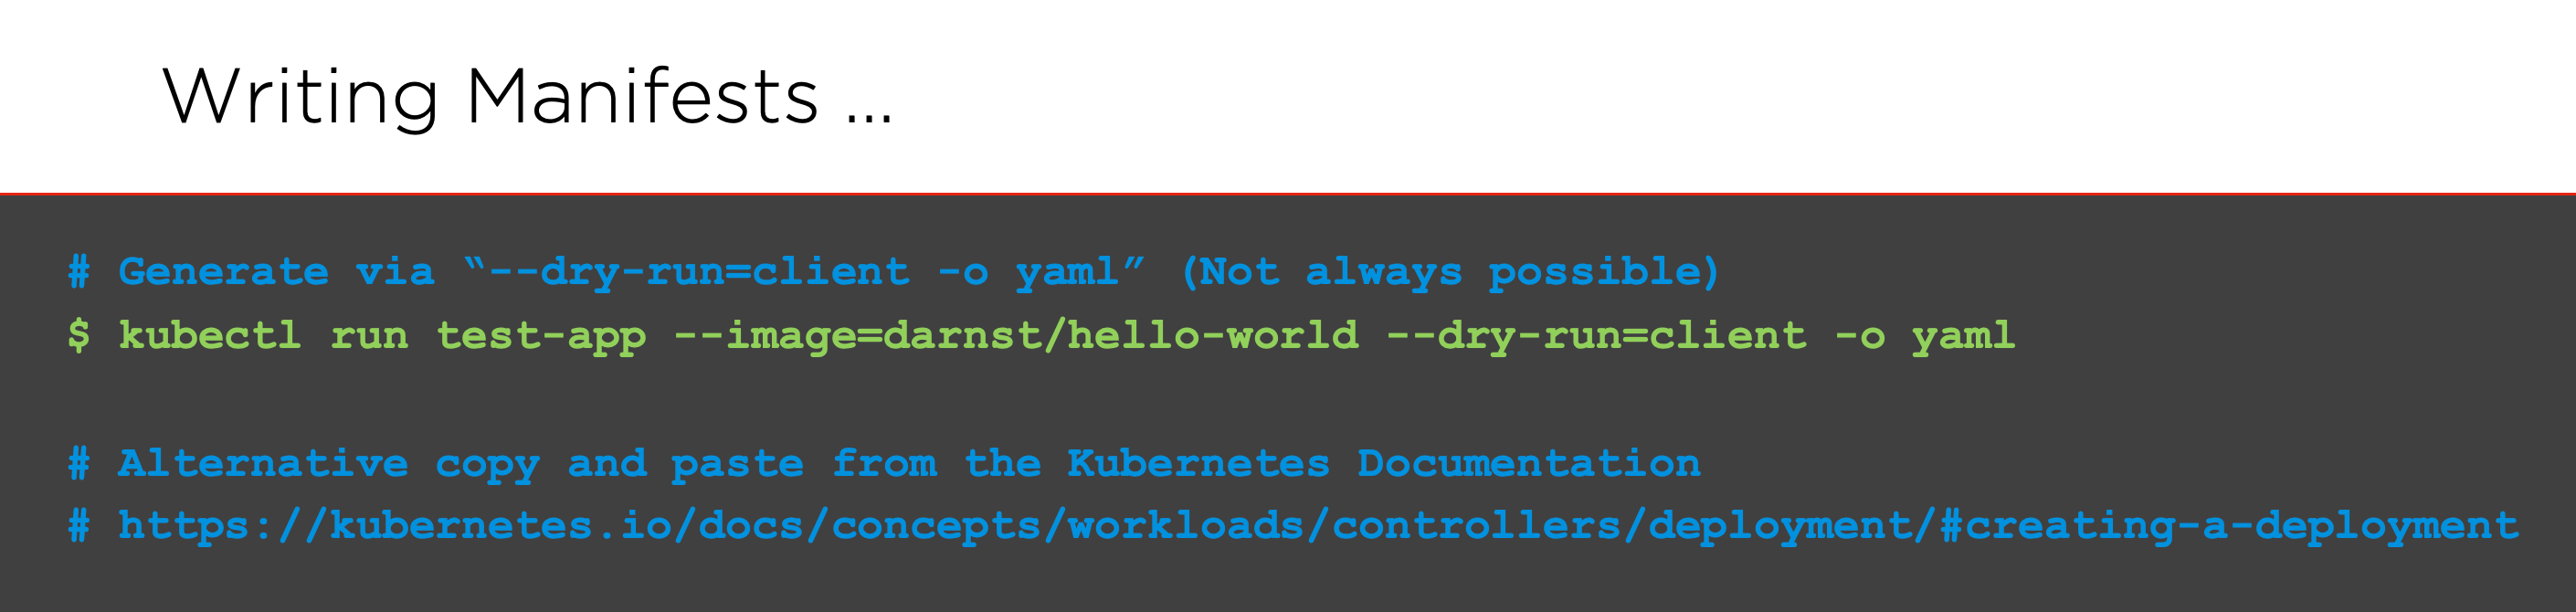 Writing Manifests ...
# Generate via “--dry-run=client -o yaml” (Not always possible)
$ kubectl run test-app --image=darnst/hello-world --dry-run=client -o yaml
# Alternative copy and paste from the Kubernetes Documentation
# https://kubernetes.io/docs/concepts/workloads/controllers/deployment/#creating-a-deployment